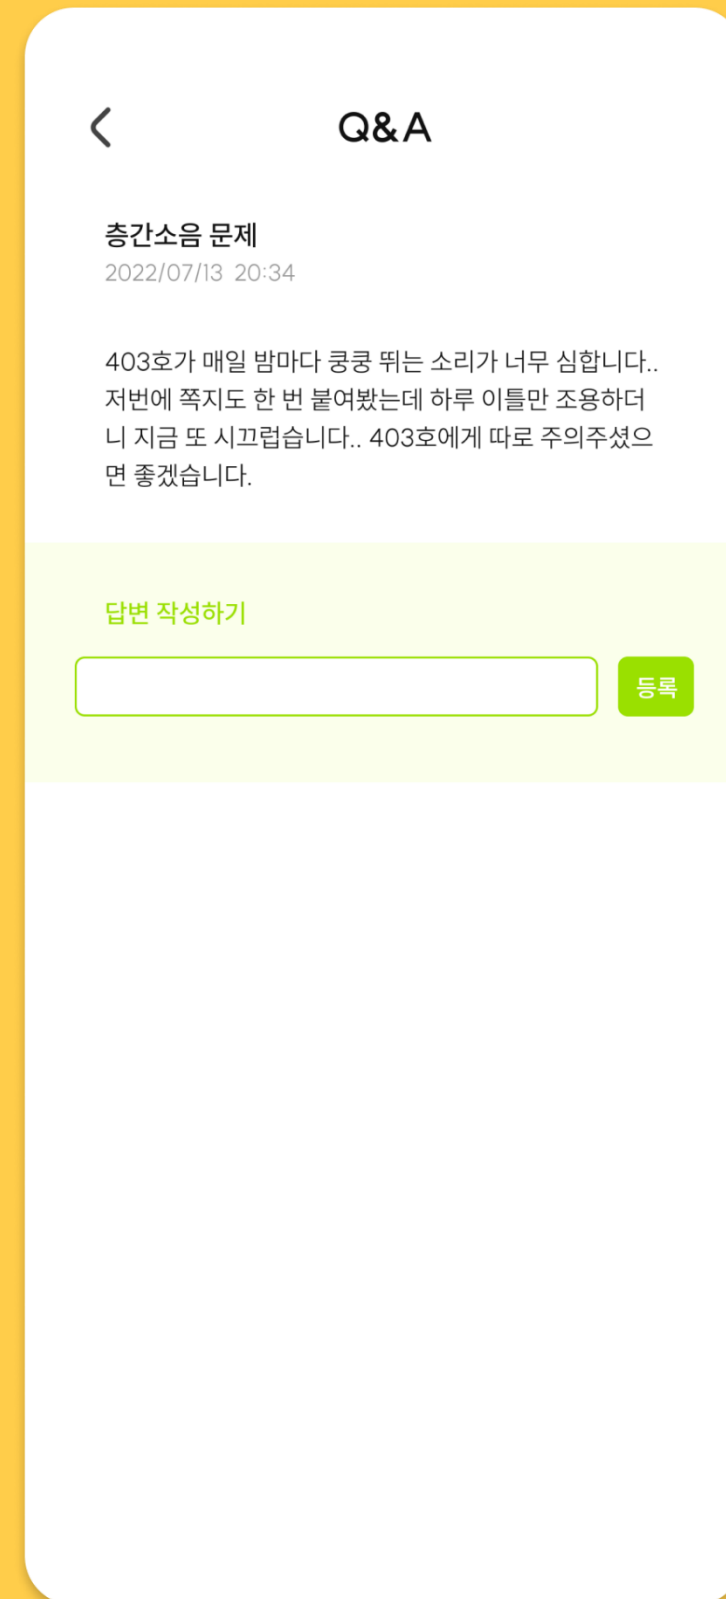 Q&A
층간소음 문제
2022/07/13 20:34
403호가 매일 밤마다 쿵쿵 뛰는 소리가 너무 심합니다..
저번에 쪽지도 한 번 붙여봤는데 하루 이틀만 조용하더
니 지금 또 시끄럽습니다.. 403호에게 따로 주의주셨으
면 좋겠습니다.
답변 작성하기
등록